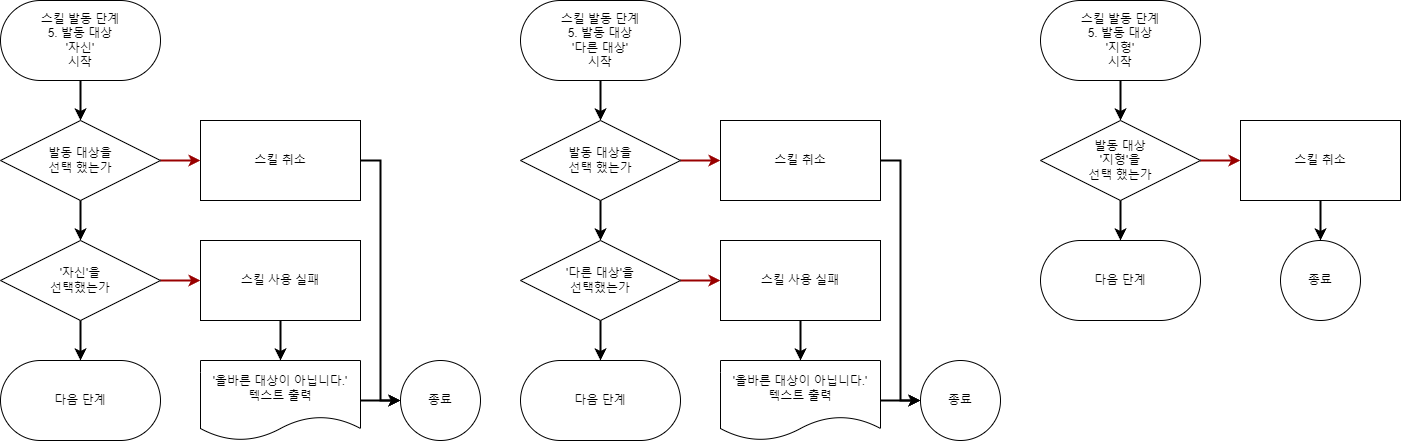 스킬 발동 단계
5. 발동 대상
'자신'
시작
발동 대상을
선택 했는가
스킬 취소
'자신'을
선택했는가
스킬 사용 실패
다음 단계
'올바른 대상이 아닙니다.'
텍스트 출력
종료
스킬 발동 단계
5. 발동 대상
'다른 대상'
시작
발동 대상을
선택 했는가
스킬 취소
'다른 대상'을
선택했는가
스킬 사용 실패
다음 단계
'올바른 대상이 아닙니다.'
텍스트 출력
종료
스킬 발동 단계
5. 발동 대상
'지형'
시작
발동 대상
'지형'을
선택 했는가
스킬 취소
다음 단계
종료